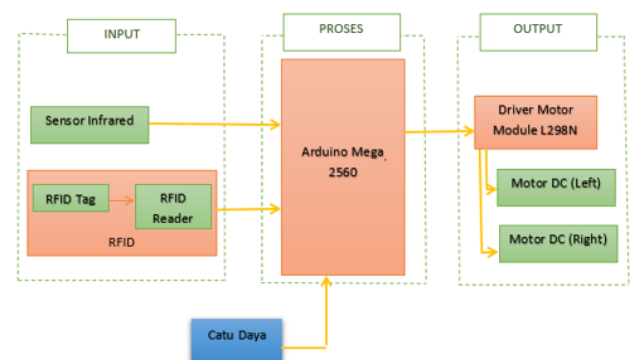 INPUT
PROSES
OUTPUT
Sensor Infrared
RFID Tag
RFID
Reader
RFID
Arduino Mega
2560
Driver Motor
Module L298N
Motor DC (Left)
Motor DC (Right)
Catu Daya